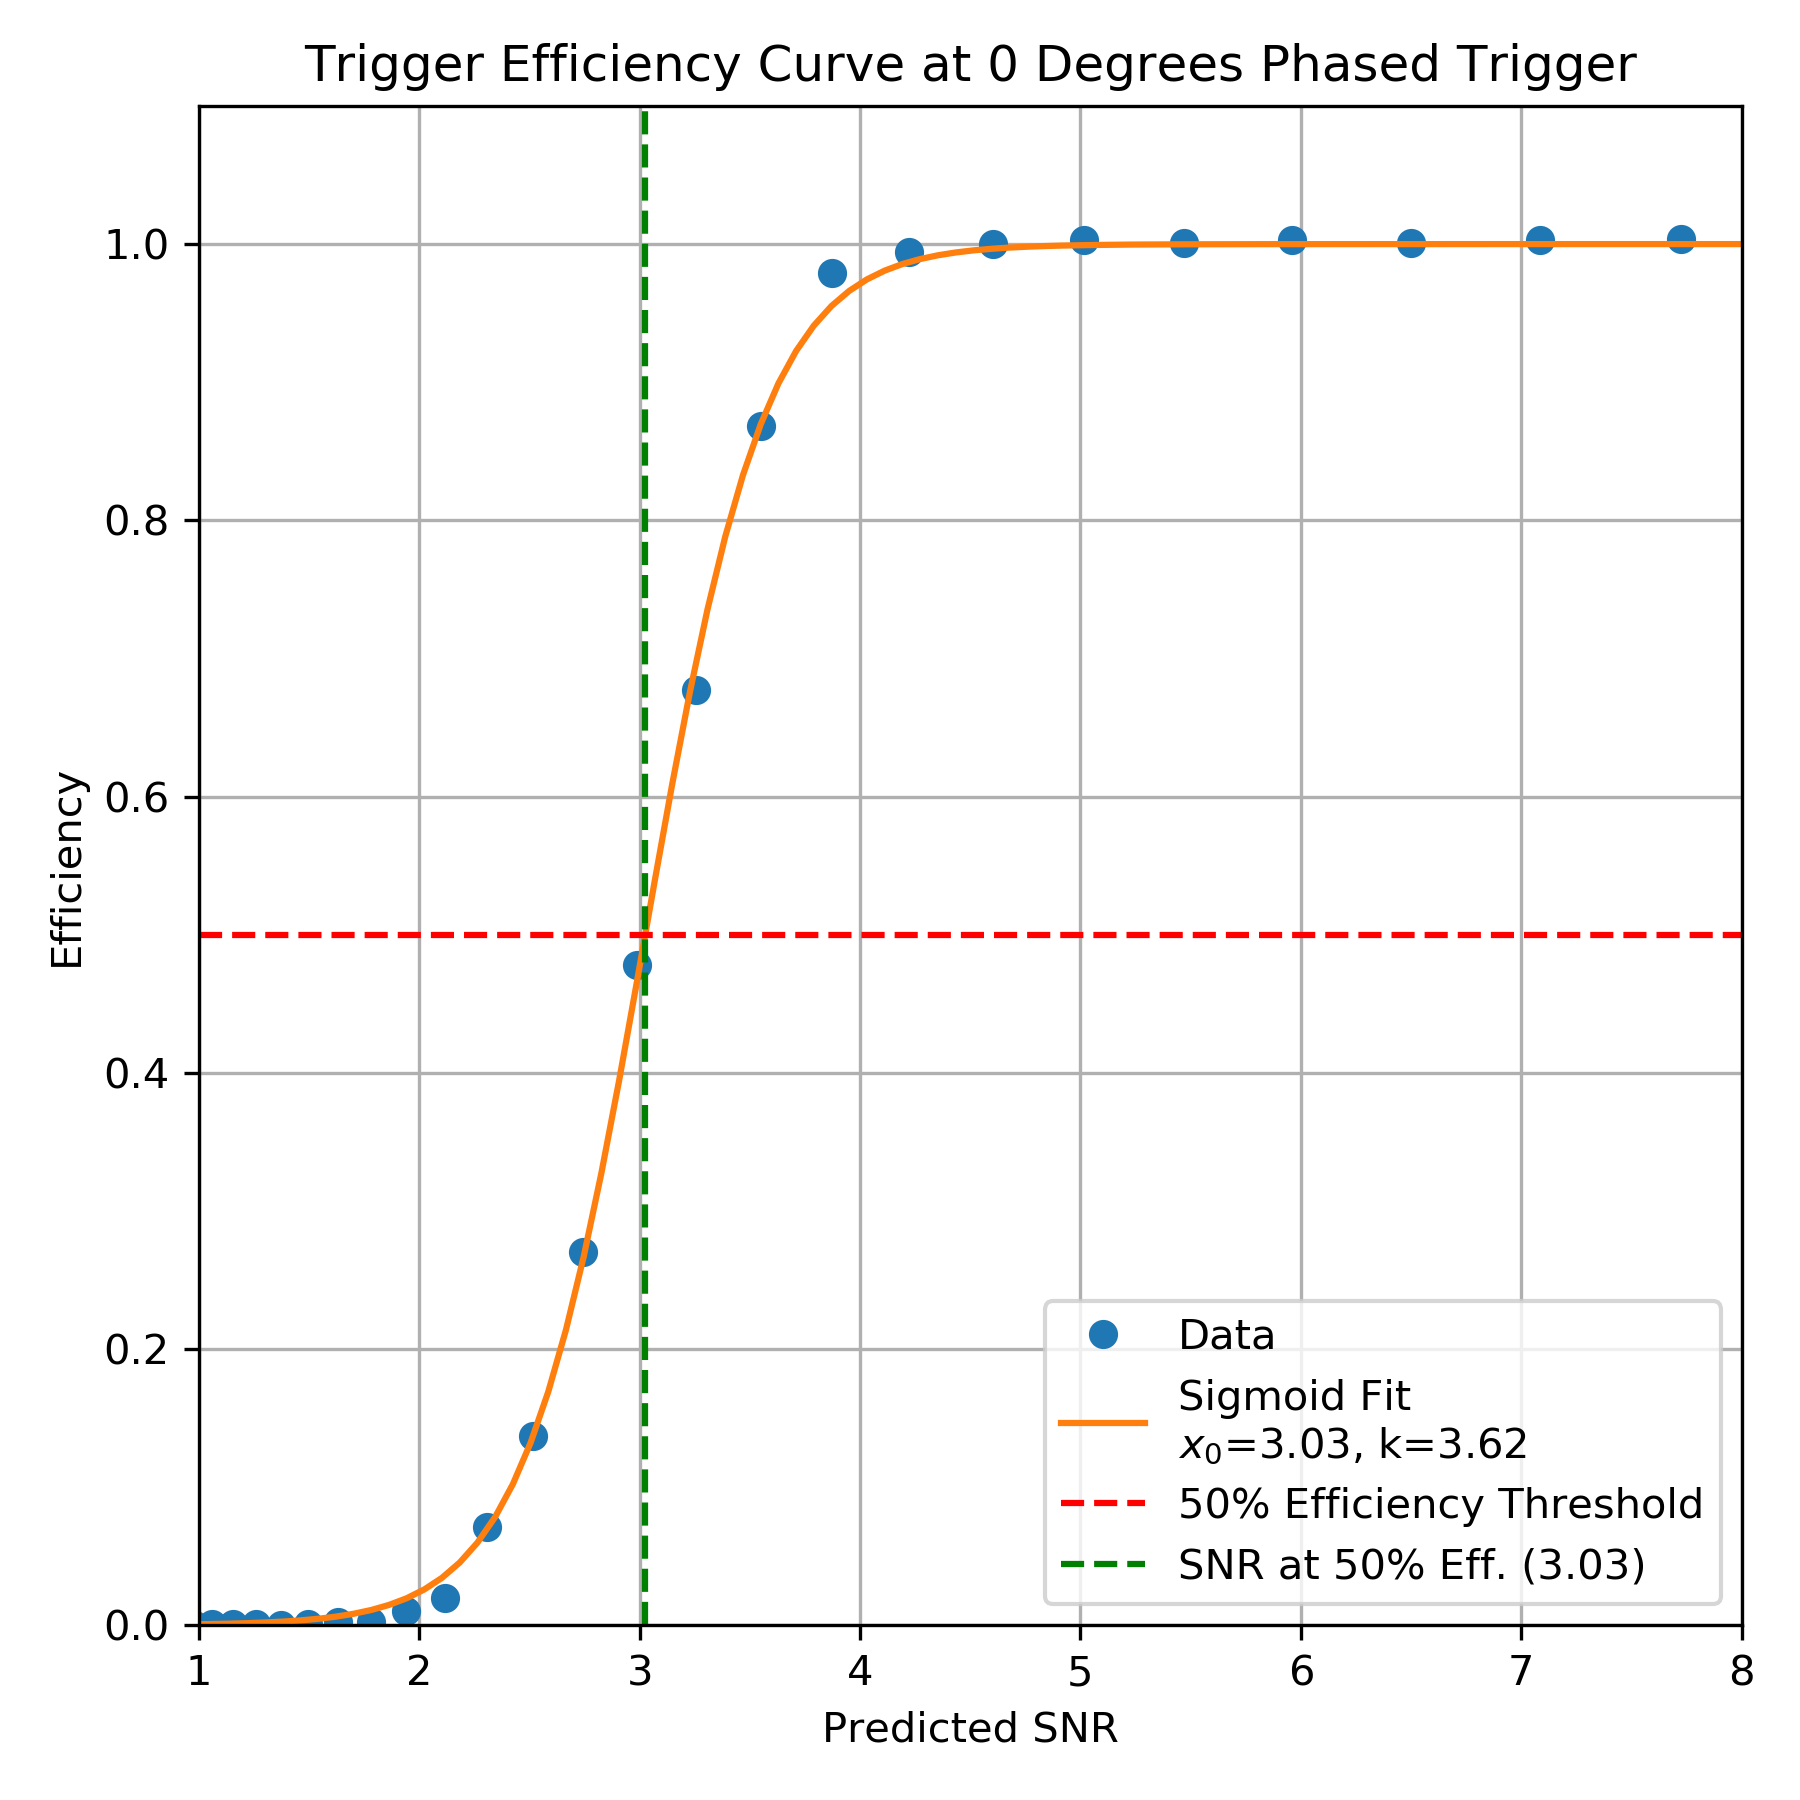 Trigger Efficiency Curve at 0 Degrees Phased Trigger
Efficiency
1.0
0.8
0.6
0.4
0.2
0.0
1 2 3 4 5 6 7 8
Predicted SNR
Data
Sigmoid Fit
x₀=3.03, k=3.62
50% Efficiency Threshold
SNR at 50% Eff. (3.03)